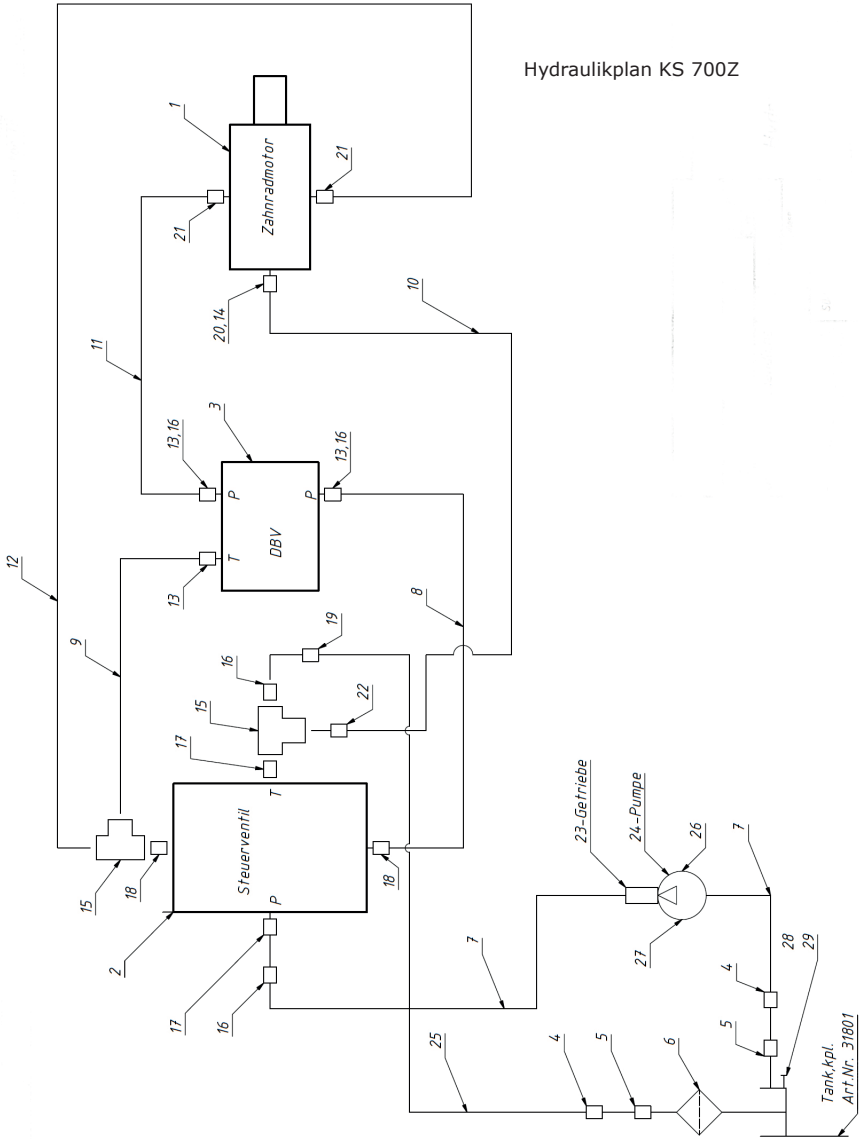 Hydraulikplan KS 700Z
1
21
Zahnradmotor
21
20,14
10
11
3
13,16
13,16
P
P
DBV
T
13
12
9
8
19
16
15
22
17
T
Steuerventil
P
18
18
15
2
17
16
7
23-Getriebe
24-Pumpe
26
27
7
28
29
4
5
25
4
5
6
Tank,kpl.
Art.Nr. 31801